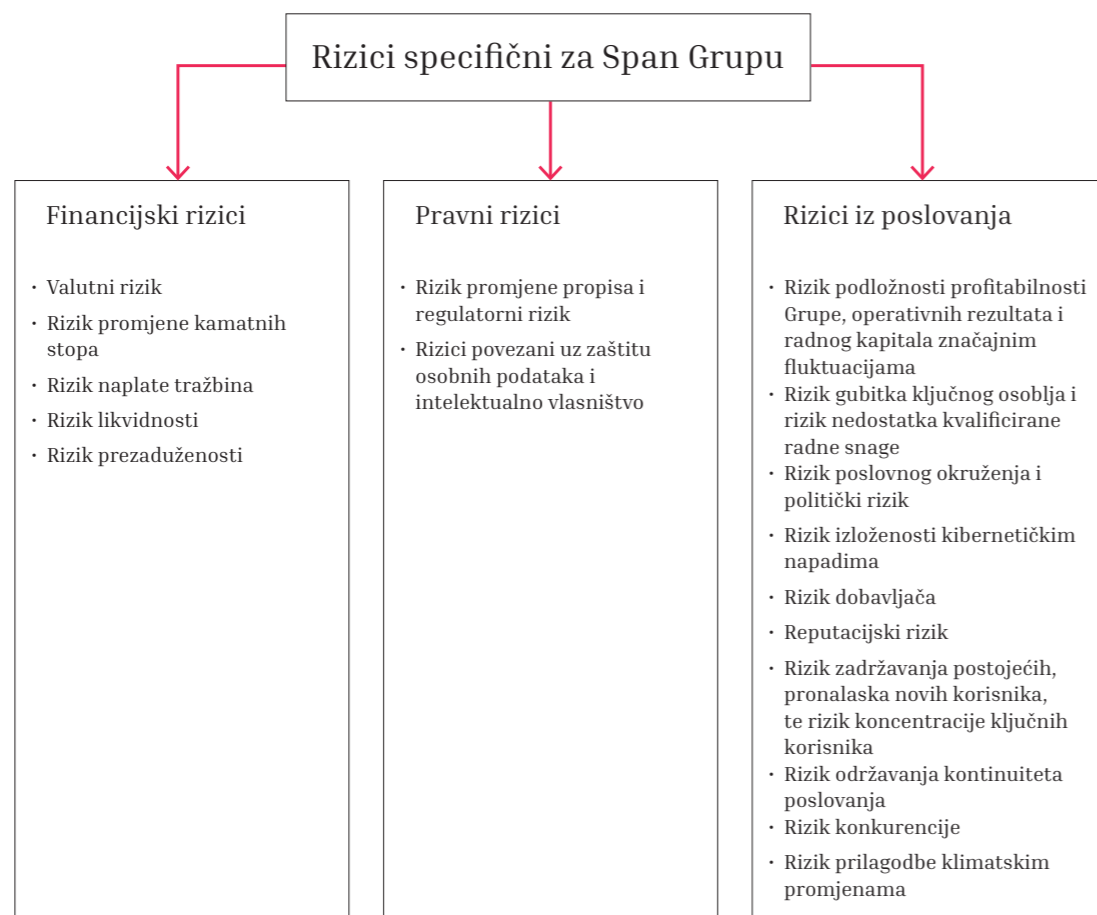 Rizici specifični za Span Grupu
Financijski rizici
· Valutni rizik
· Rizik promjene kamatnih
stopa
· Rizik naplate tražbina
· Rizik likvidnosti
· Rizik prezaduženosti
Pravni rizici
· Rizik promjene propisa i
regulatorni rizik
· Rizici povezani uz zaštitu
osobnih podataka i
intelektualno vlasništvo
Rizici iz poslovanja
· Rizik podložnosti profitabilnosti
Grupe, operativnih rezultata i
radnog kapitala značajnim
fluktuacijama
· Rizik gubitka ključnog osoblja i
rizik nedostatka kvalificirane
radne snage
· Rizik poslovnog okruženja i
politički rizik
· Rizik izloženosti kibernetičkim
napadima
· Rizik dobavljača
· Reputacijski rizik
· Rizik zadržavanja postojećih,
pronalaska novih korisnika,
te rizik koncentracije ključnih
korisnika
· Rizik održavanja kontinuiteta
poslovanja
· Rizik konkurencije
· Rizik prilagodbe klimatskim
promjenama